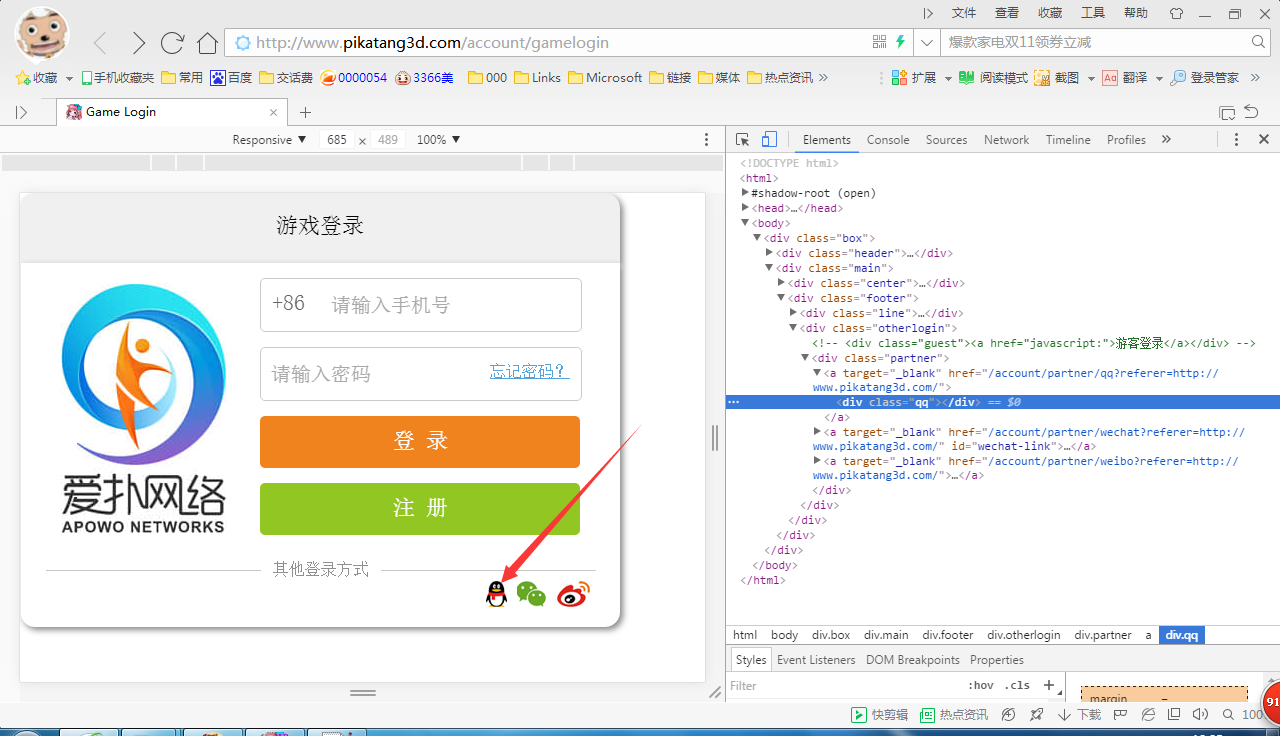 文件 查看 收藏 工具 帮助
http://www.pikatang3d.com/account/gamelogin
爆款家电双11领券立减
收藏 手机收藏夹 常用 百度 交话费 0000054 3366美 000 Links Microsoft 链接 媒体 热点资讯 »
扩展 阅读模式 截图 Aa 翻译 登录管家 »
Game Login × +
Responsive ▼ 685 × 489 100% ▼
游戏登录
+86 请输入手机号
请输入密码 忘记密码？
登 录
注 册
爱扑网络
APOWO NETWORKS
其他登录方式
Elements Console Sources Network Timeline Profiles »
<!DOCTYPE html>
<html>
▶#shadow-root (open)
▶<head>…</head>
▼<body>
▼<div class="box">
▶<div class="header">…</div>
▼<div class="main">
▶<div class="center">…</div>
▼<div class="footer">
▶<div class="line">…</div>
▼<div class="otherlogin">
<!-- <div class="guest"><a href="javascript:">游客登录</a></div> -->
▼<div class="partner">
▼<a target="_blank" href="/account/partner/qq?referer=http://
www.pikatang3d.com/">
… <div class="qq"></div> == $0
</a>
▶<a target="_blank" href="/account/partner/wechat?referer=http://
www.pikatang3d.com/" id="wechat-link">…</a>
▶<a target="_blank" href="/account/partner/weibo?referer=http://
www.pikatang3d.com/">…</a>
</div>
</div>
</div>
</div>
</div>
</body>
</html>
html body div.box div.main div.footer div.otherlogin div.partner a div.qq
Styles Event Listeners DOM Breakpoints Properties
Filter :hov .cls +
margin –
快剪辑 热点资讯 下载 100
91